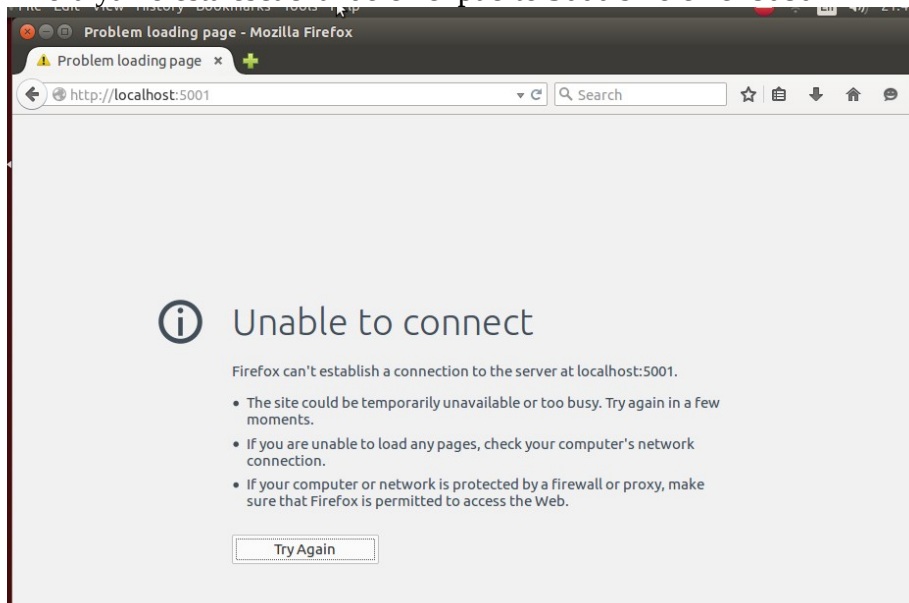 Problem loading page - Mozilla Firefox
Problem loading page
http://localhost:5001
Search
Unable to connect
Firefox can't establish a connection to the server at localhost:5001.
• The site could be temporarily unavailable or too busy. Try again in a few
moments.
• If you are unable to load any pages, check your computer's network
connection.
• If your computer or network is protected by a firewall or proxy, make
sure that Firefox is permitted to access the Web.
Try Again